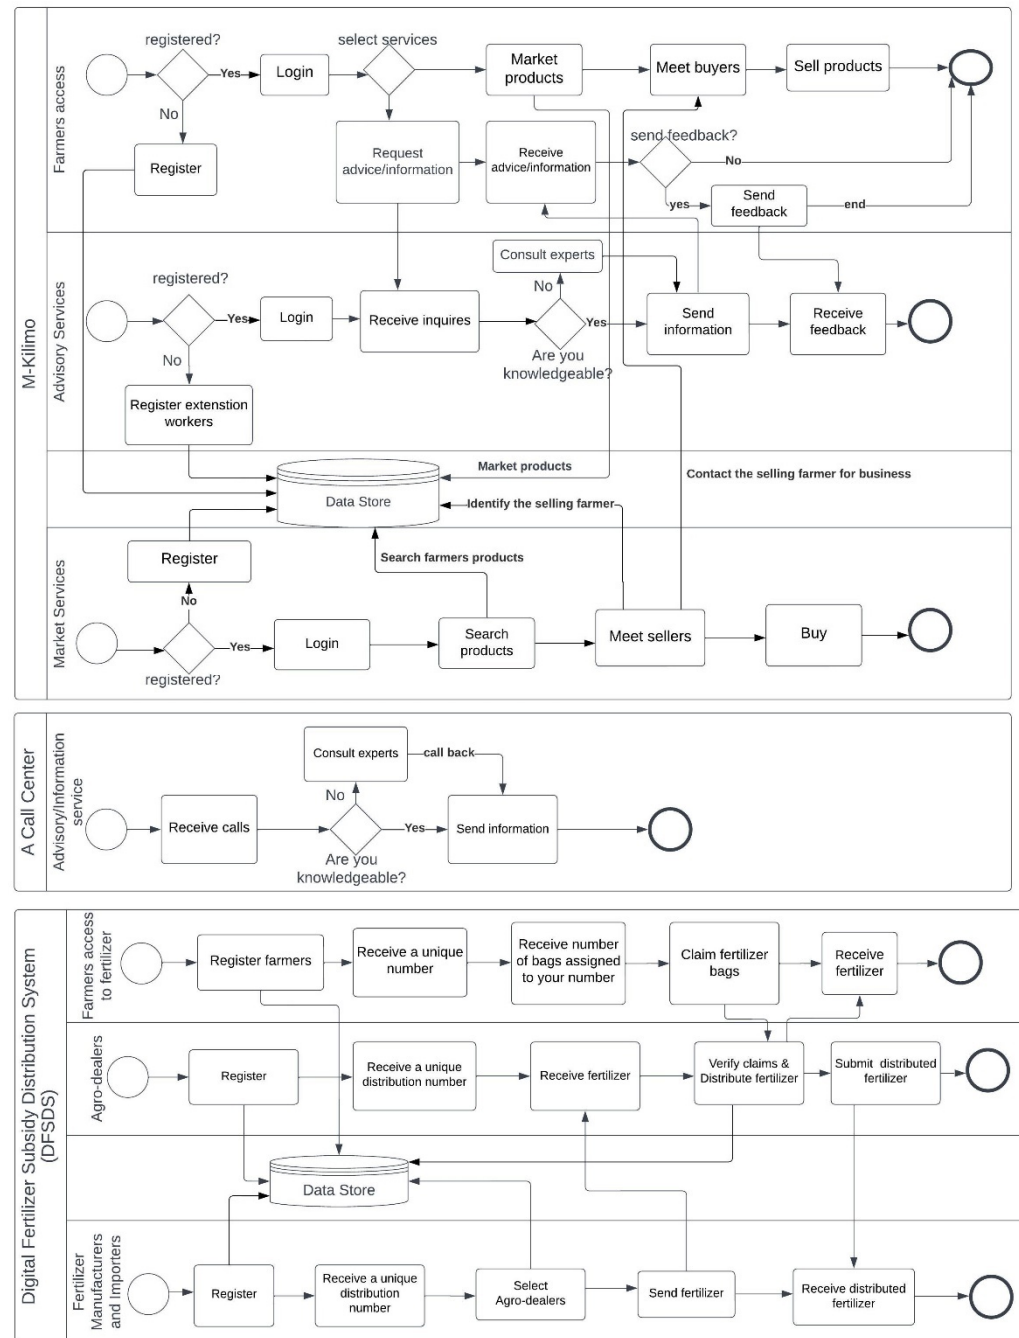 M-Kilimo
Farmers access
registered?
Yes
Login
select services
Market
products
Meet buyers
Sell products
No
Register
Request
advice/information
Receive
advice/information
send feedback?
No
yes
Send
feedback
end
Advisory Services
registered?
Yes
Login
Receive inquires
Consult experts
No
Yes
Are you
knowledgeable?
Send
information
Receive
feedback
No
Register extenstion
workers
Data Store
Market products
Identify the selling farmer
Contact the selling farmer for business
Search farmers products
Market Services
Register
No
registered?
Yes
Login
Search
products
Meet sellers
Buy
A Call Center
Advisory/Information
service
Receive calls
Consult experts
call back
No
Yes
Are you
knowledgeable?
Send information
Digital Fertilizer Subsidy Distribution System
(DFSDS)
Farmers access
to fertilizer
Register farmers
Receive a unique
number
Receive number
of bags assigned
to your number
Claim fertilizer
bags
Receive
fertilizer
Agro-dealers
Register
Receive a unique
distribution number
Receive fertilizer
Verify claims &
Distribute fertilizer
Submit distributed
fertilizer
Data Store
Fertilizer
Manufacturers
and Importers
Register
Receive a unique
distribution
number
Select
Agro-dealers
Send fertilizer
Receive distributed
fertilizer